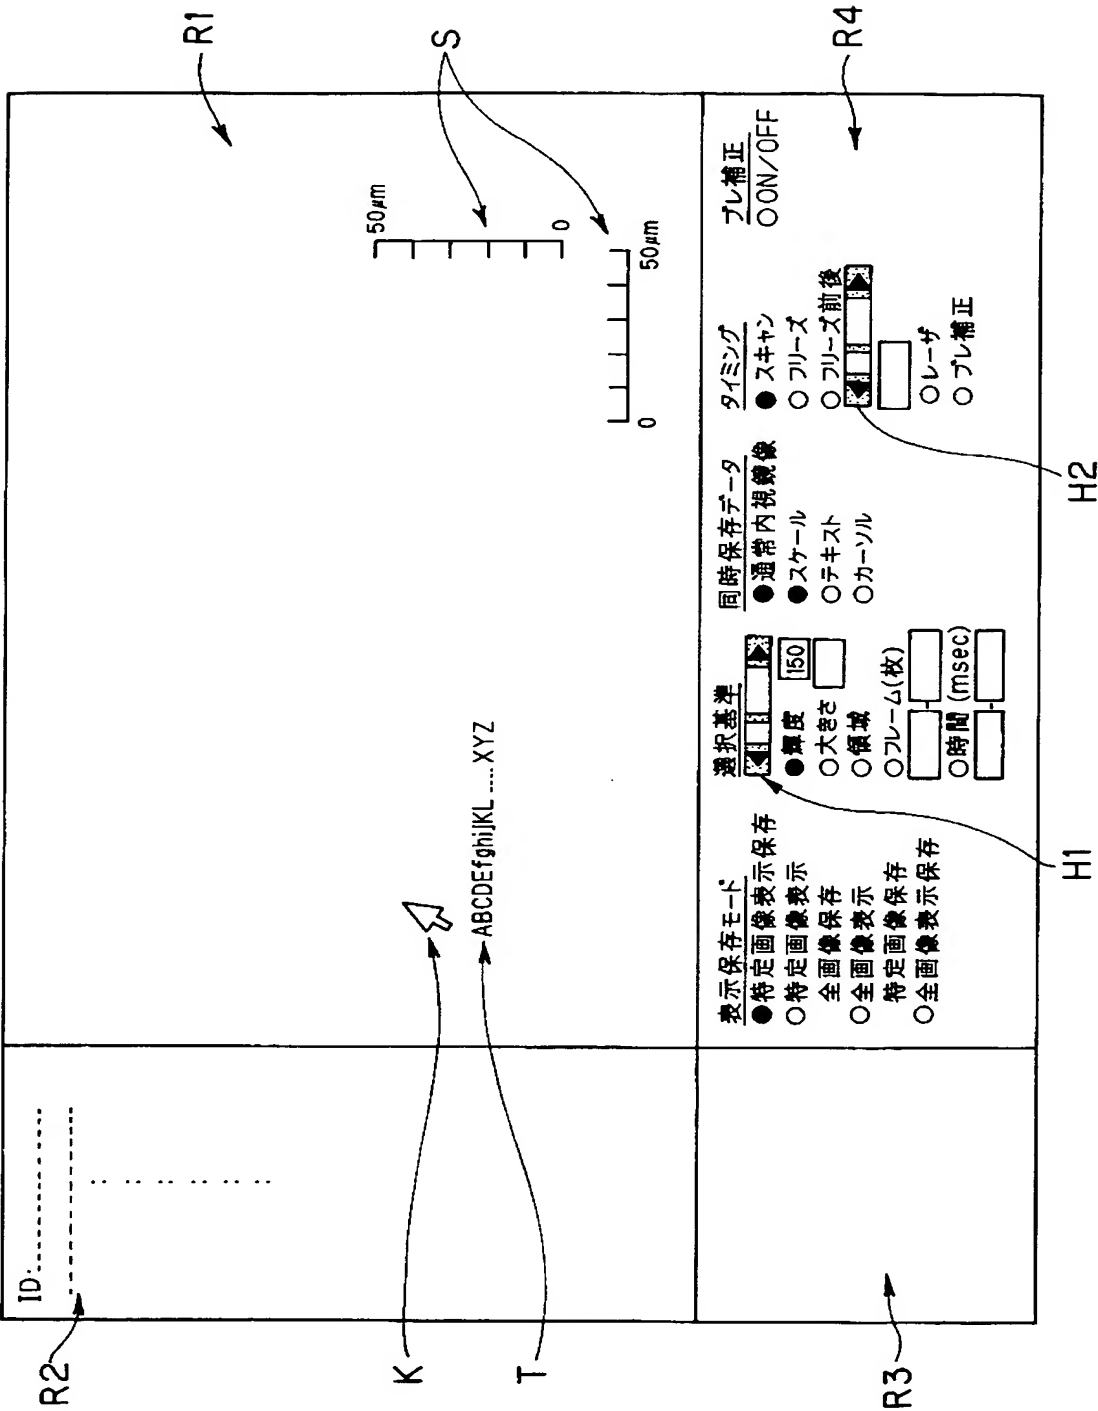 R1
S
R2
ID:
K
T
ABCDEfghijKL....XYZ
50μm
0
0
50μm
R3
R4
表示保存モード
●特定画像表示保存
○特定画像表示
全画像保存
○全画像表示
特定画像保存
○全画像表示保存
選択基準
●輝度
150
○大きさ
○領域
○フレーム(枚)
-
○時間 (msec)
-
同時保存データ
●通常内視鏡像
●スケール
○テキスト
○カーソル
タイミング
●スキャン
○フリーズ
○フリーズ前後
○レーザ
○ブレ補正
ブレ補正
○ON/OFF
H1
H2